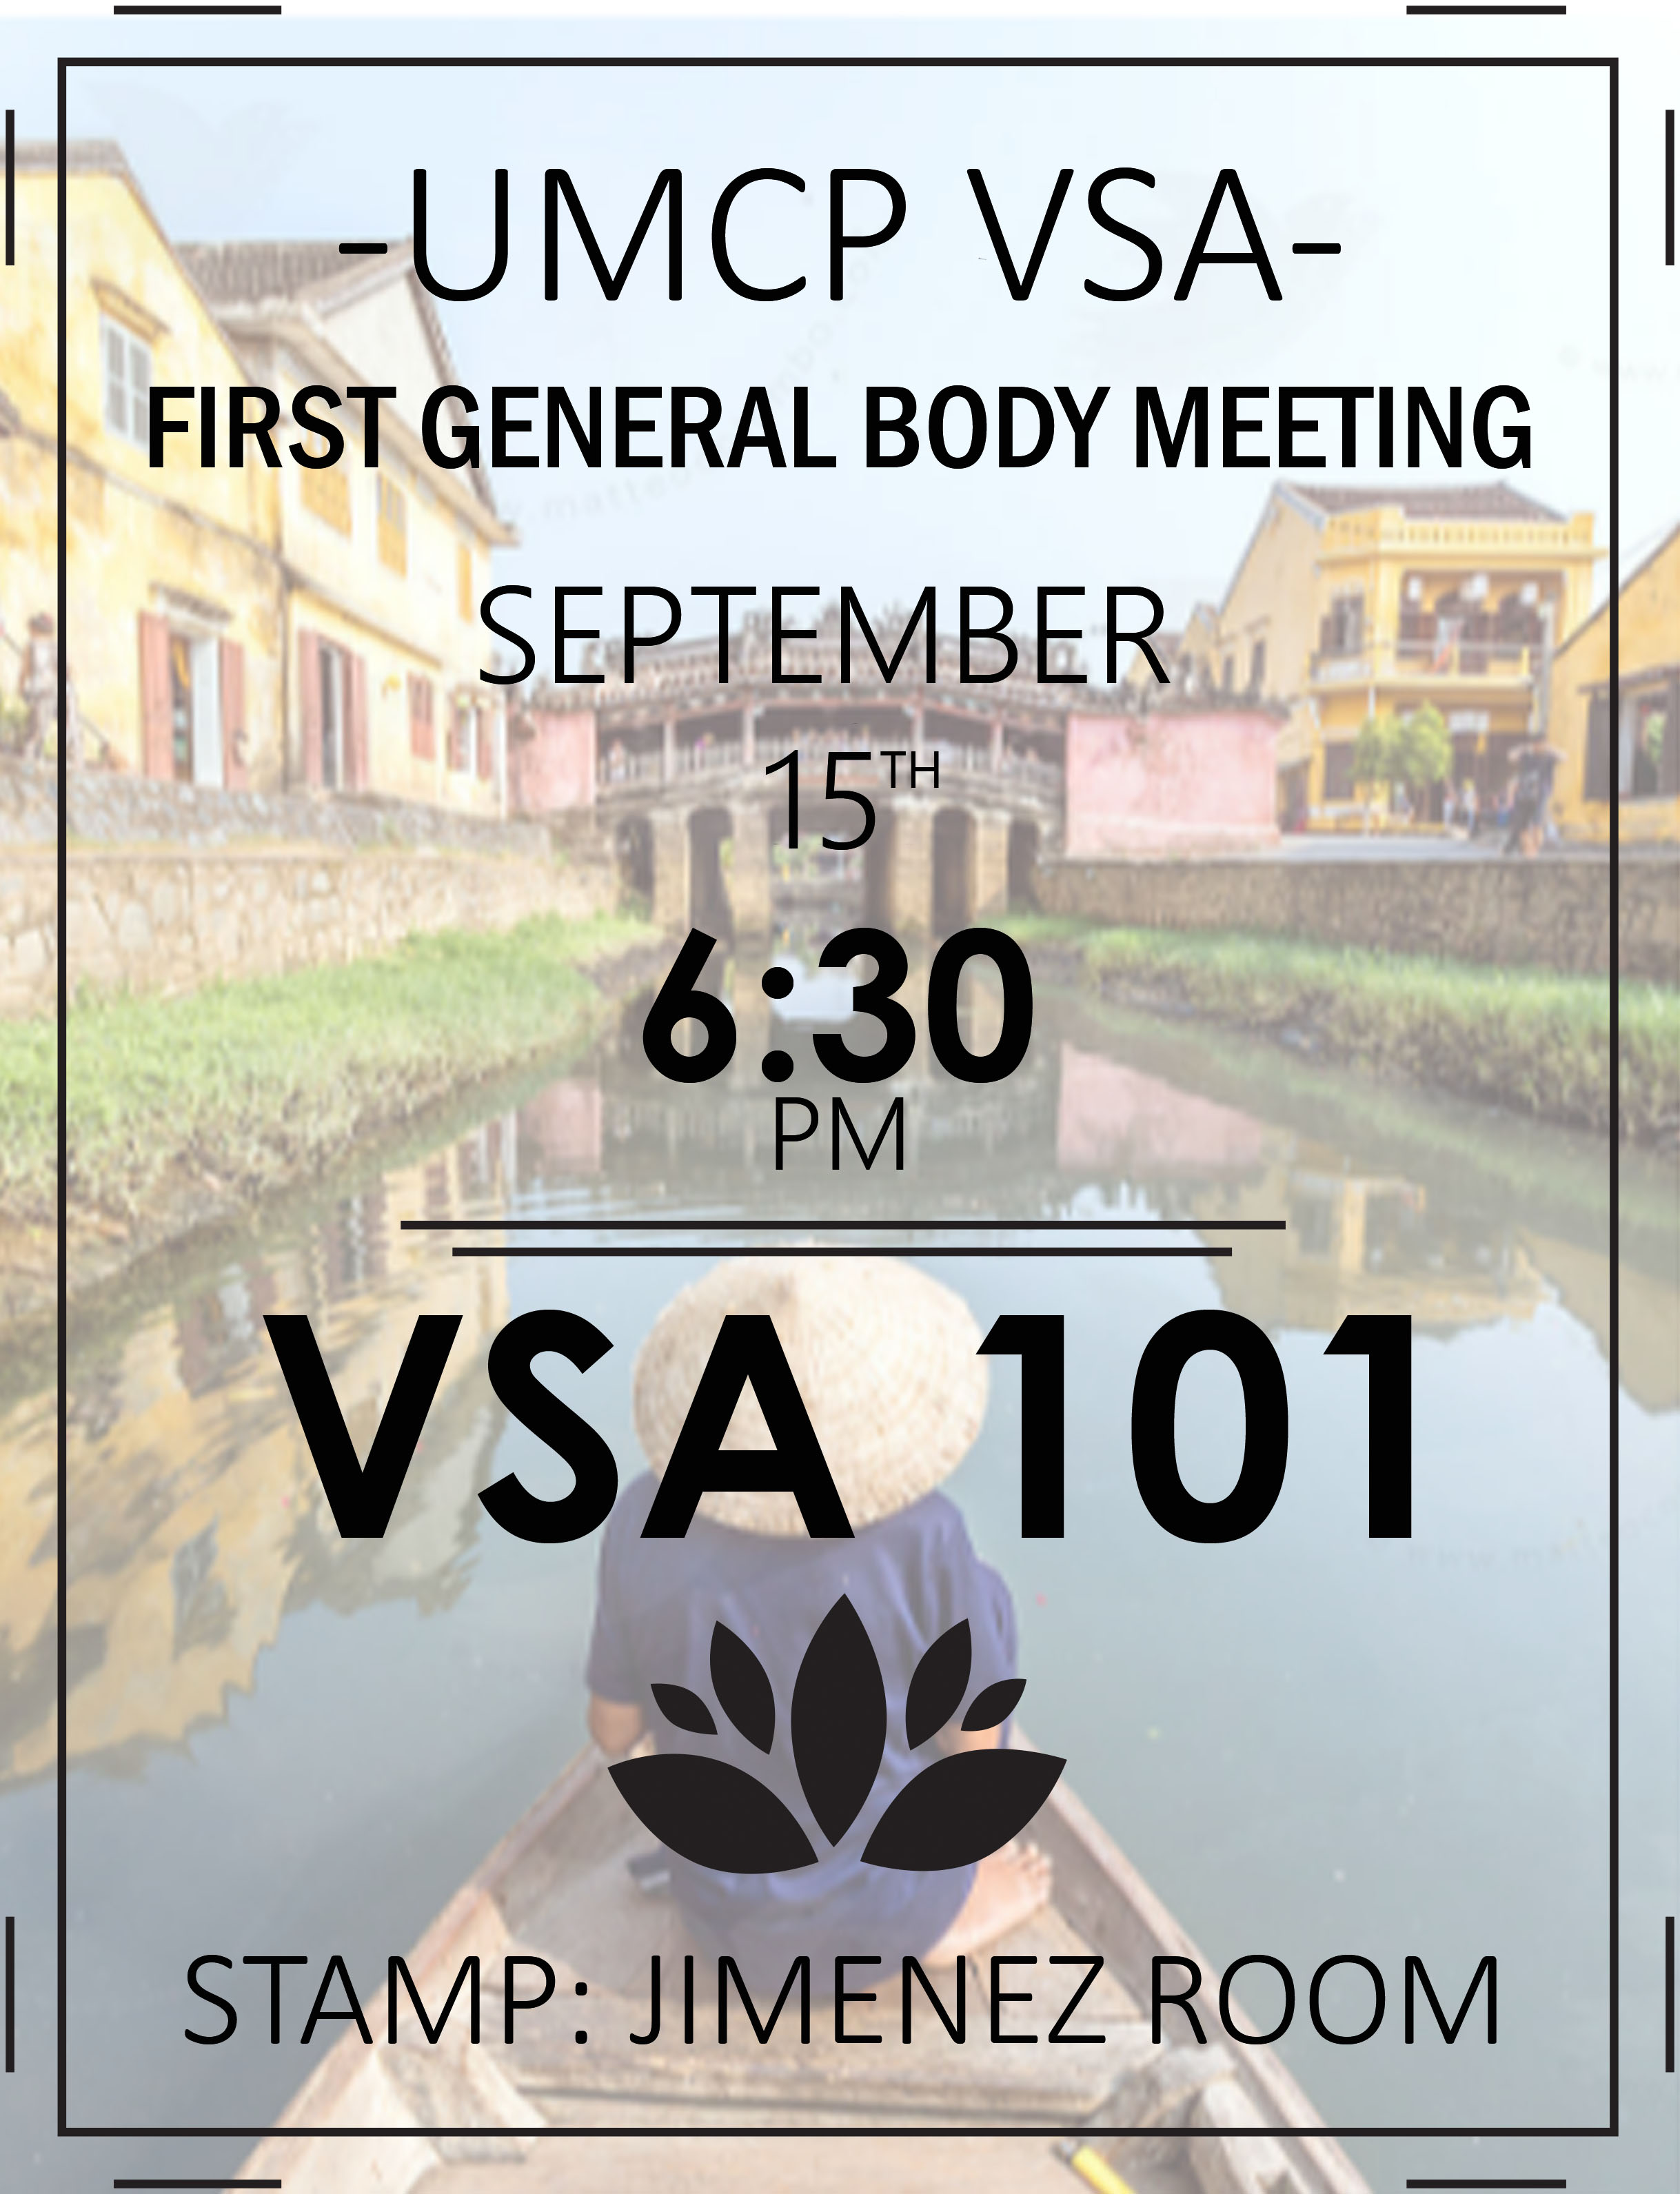 -UMCP VSA-
FIRST GENERAL BODY MEETING
SEPTEMBER
15TH
6:30
PM
VSA 101
STAMP: JIMENEZ ROOM